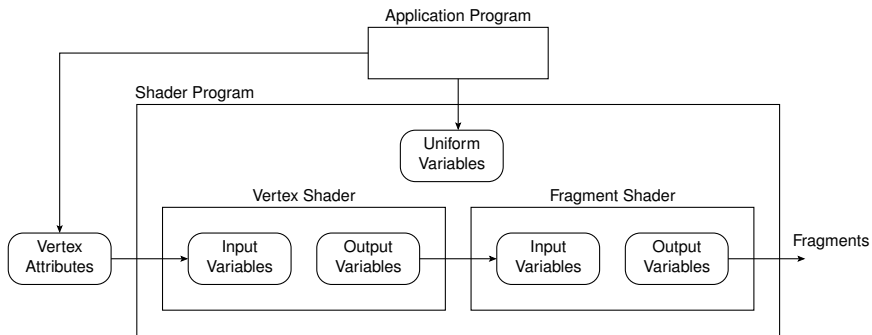 Application Program
Shader Program
Uniform
Variables
Vertex Shader
Fragment Shader
Vertex
Attributes
Input
Variables
Output
Variables
Input
Variables
Output
Variables
Fragments